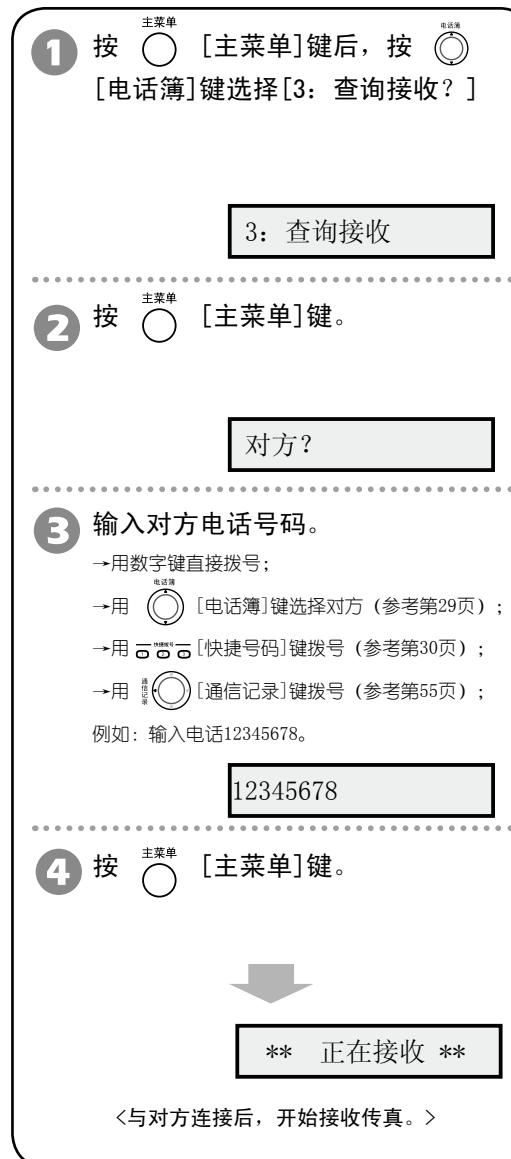 主菜单
电话簿
1 按 [主菜单]键后，按
[电话簿]键选择[3：查询接收？]
3：查询接收
主菜单
2 按 [主菜单]键。
对方？
3 输入对方电话号码。
→用数字键直接拨号；
电话簿
→用 [电话簿]键选择对方（参考第29页）；
快捷拨号
→用 1 2 3 [快捷号码]键拨号（参考第30页）；
通信记录
→用 [通信记录]键拨号（参考第55页）；
例如：输入电话12345678。
12345678
主菜单
4 按 [主菜单]键。
** 正在接收 **
<与对方连接后，开始接收传真。>